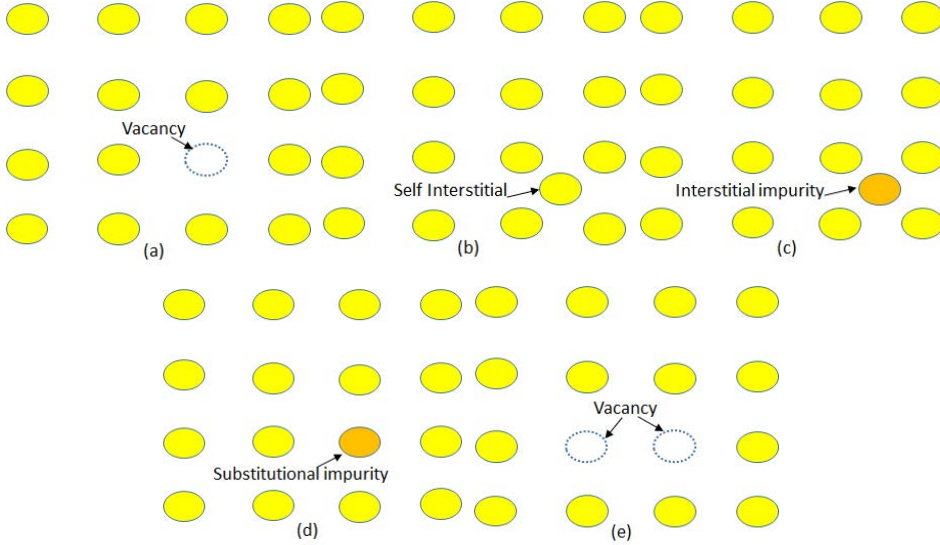 Vacancy
(a)
Self Interstitial
(b)
Interstitial impurity
(c)
Substitutional impurity
(d)
Vacancy
(e)